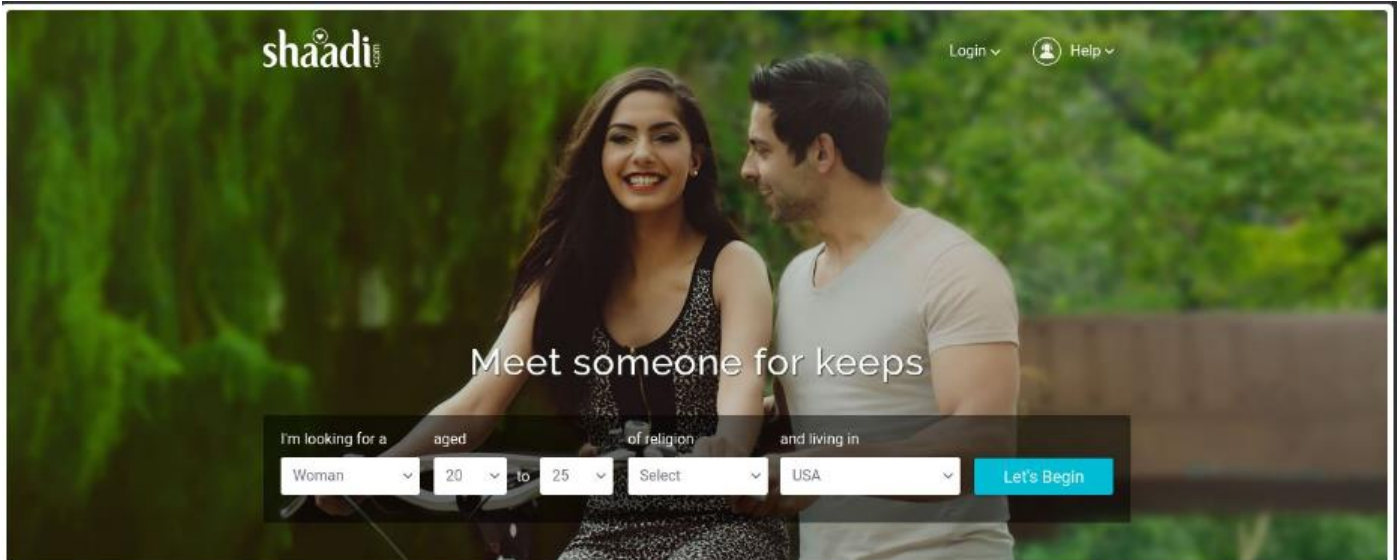 shaadi.com
Login Help
Meet someone for keeps
I'm looking for a aged of religion and living in
Woman 20 to 25 Select USA Let's Begin